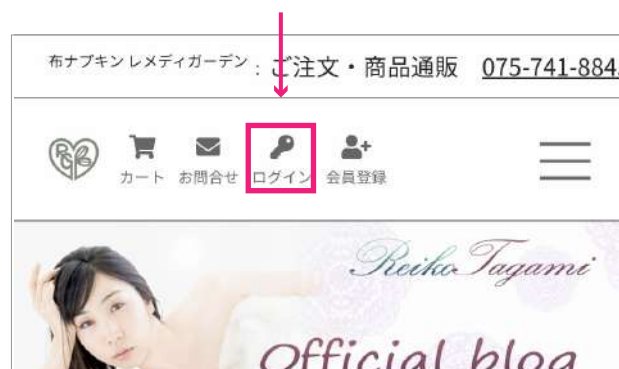 布ナプキン レメディガーデン : ご注文・商品通販 075-741-884
カート お問合せ ログイン 会員登録
Reiko Tagami
Official blog